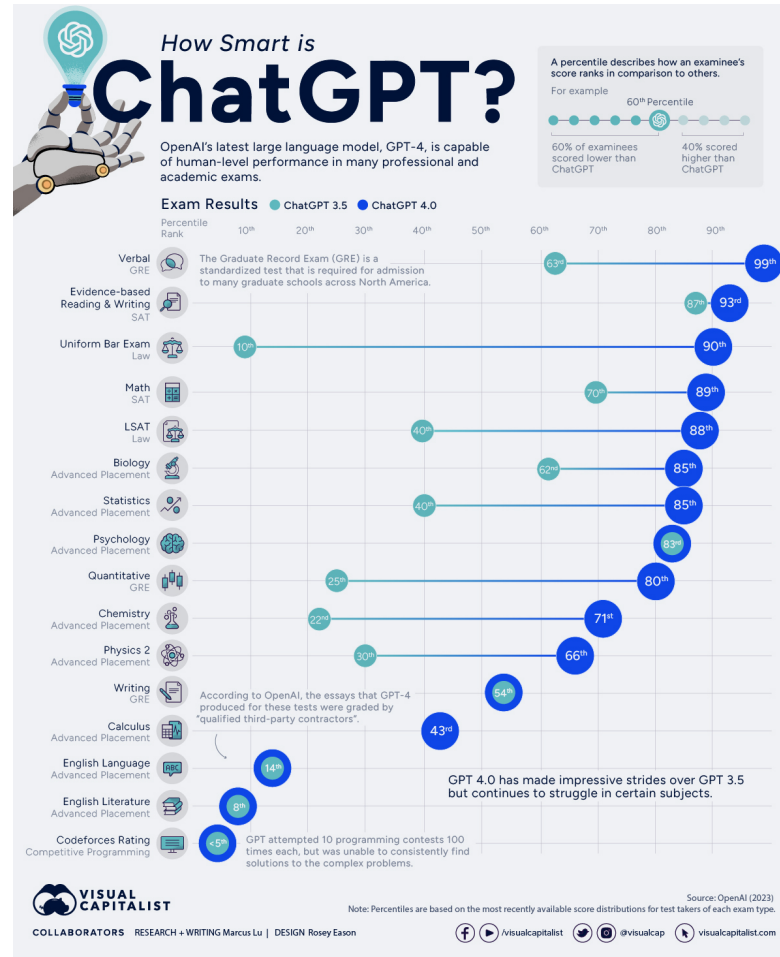 How Smart is
ChatGPT?
OpenAI's latest large language model, GPT-4, is capable
of human-level performance in many professional and
academic exams.
A percentile describes how an examinee's
score ranks in comparison to others.
For example
60th Percentile
60% of examinees
scored lower than
ChatGPT
40% scored
higher than
ChatGPT
Exam Results ChatGPT 3.5 ChatGPT 4.0
Percentile
Rank
10th 20th 30th 40th 50th 60th 70th 80th 90th
Verbal
GRE
The Graduate Record Exam (GRE) is a
standardized test that is required for admission
to many graduate schools across North America.
63rd 99th
Evidence-based
Reading & Writing
SAT
87th 93rd
Uniform Bar Exam
Law
10th 90th
Math
SAT
70th 89th
LSAT
Law
40th 88th
Biology
Advanced Placement
62nd 85th
Statistics
Advanced Placement
40th 85th
Psychology
Advanced Placement
83rd
Quantitative
GRE
25th 80th
Chemistry
Advanced Placement
22nd 71st
Physics 2
Advanced Placement
30th 66th
Writing
GRE
54th
According to OpenAI, the essays that GPT-4
produced for these tests were graded by
"qualified third-party contractors".
Calculus
Advanced Placement
43rd
English Language
Advanced Placement
ABC
14th
GPT 4.0 has made impressive strides over GPT 3.5
but continues to struggle in certain subjects.
English Literature
Advanced Placement
8th
Codeforces Rating
Competitive Programming
<5th
GPT attempted 10 programming contests 100
times each, but was unable to consistently find
solutions to the complex problems.
VISUAL
CAPITALIST
Source: OpenAI (2023)
Note: Percentiles are based on the most recently available score distributions for test takers of each exam type.
COLLABORATORS RESEARCH + WRITING Marcus Lu | DESIGN Rosey Eason
/visualcapitalist @visualcap visualcapitalist.com